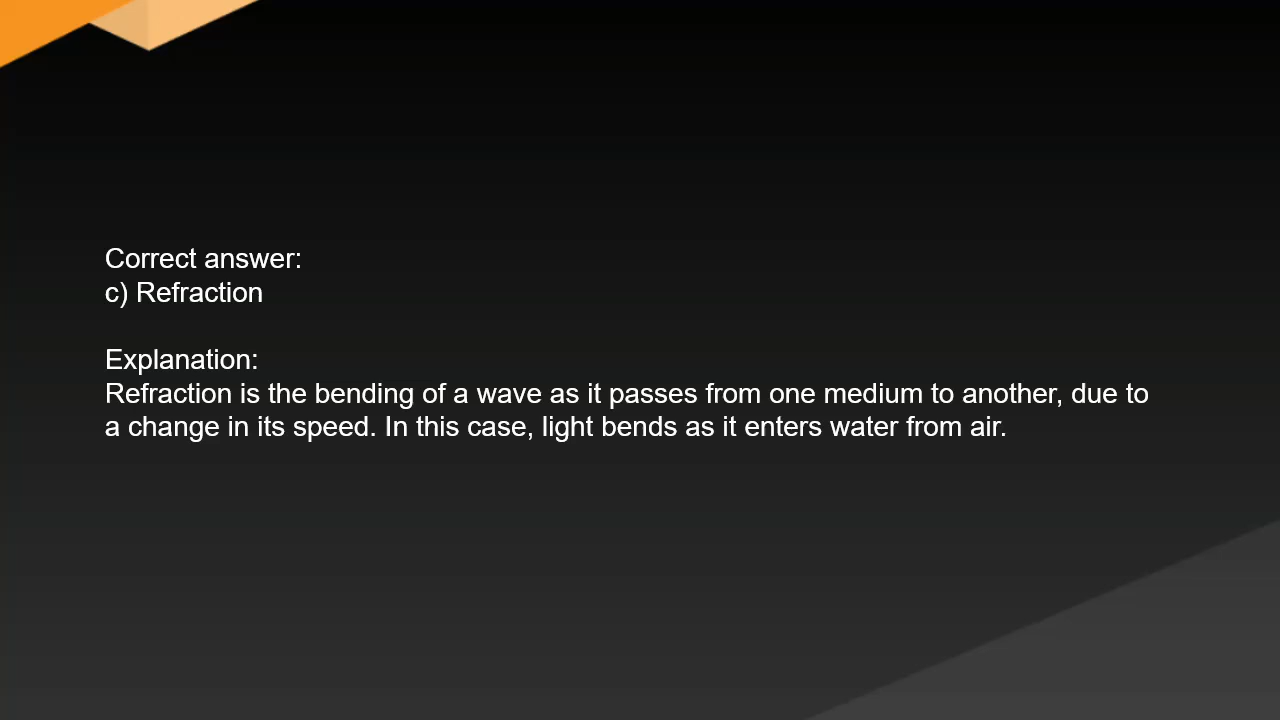 Correct answer:
c) Refraction
Explanation:
Refraction is the bending of a wave as it passes from one medium to another, due to
a change in its speed. In this case, light bends as it enters water from air.